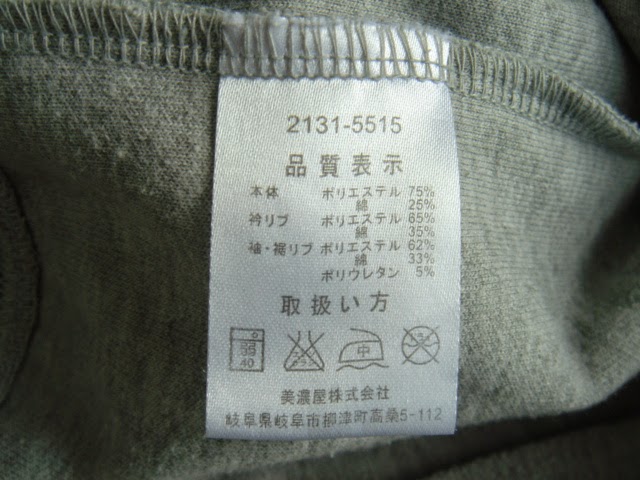 2131-5515
品質表示
本体 ポリエステル 75%
綿 25%
衿リブ ポリエステル 65%
綿 35%
袖・裾リブ ポリエステル 62%
綿 33%
ポリウレタン 5%
取扱い方
40
中
美濃屋株式会社
岐阜県岐阜市柳津町高桑5-112